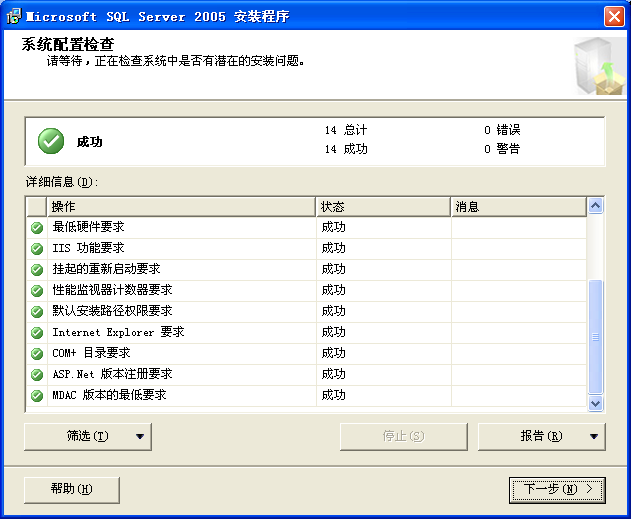 Microsoft SQL Server 2005 安装程序
系统配置检查
请等待,正在检查系统中是否有潜在的安装问题。
成功
14 总计
0 错误
14 成功
0 警告
详细信息(D):
操作 状态 消息
最低硬件要求 成功
IIS 功能要求 成功
挂起的重新启动要求 成功
性能监视器计数器要求 成功
默认安装路径权限要求 成功
Internet Explorer 要求 成功
COM+ 目录要求 成功
ASP.Net 版本注册要求 成功
MDAC 版本的最低要求 成功
筛选(T) 停止(S) 报告(R)
帮助(H) 下一步(N) >